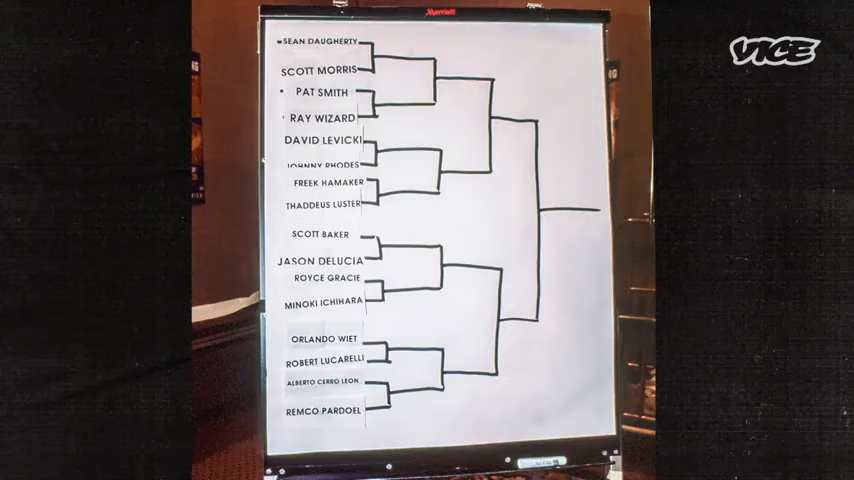 Marriott
VICE
SEAN DAUGHERTY
SCOTT MORRIS
PAT SMITH
RAY WIZARD
DAVID LEVICKI
JOHNNY RHODES
FREEK HAMAKER
THADDEUS LUSTER
SCOTT BAKER
JASON DELUCIA
ROYCE GRACIE
MINOKI ICHIHARA
ORLANDO WIET
ROBERT LUCARELLI
ALBERTO CERRO LEON
REMCO PARDOEL